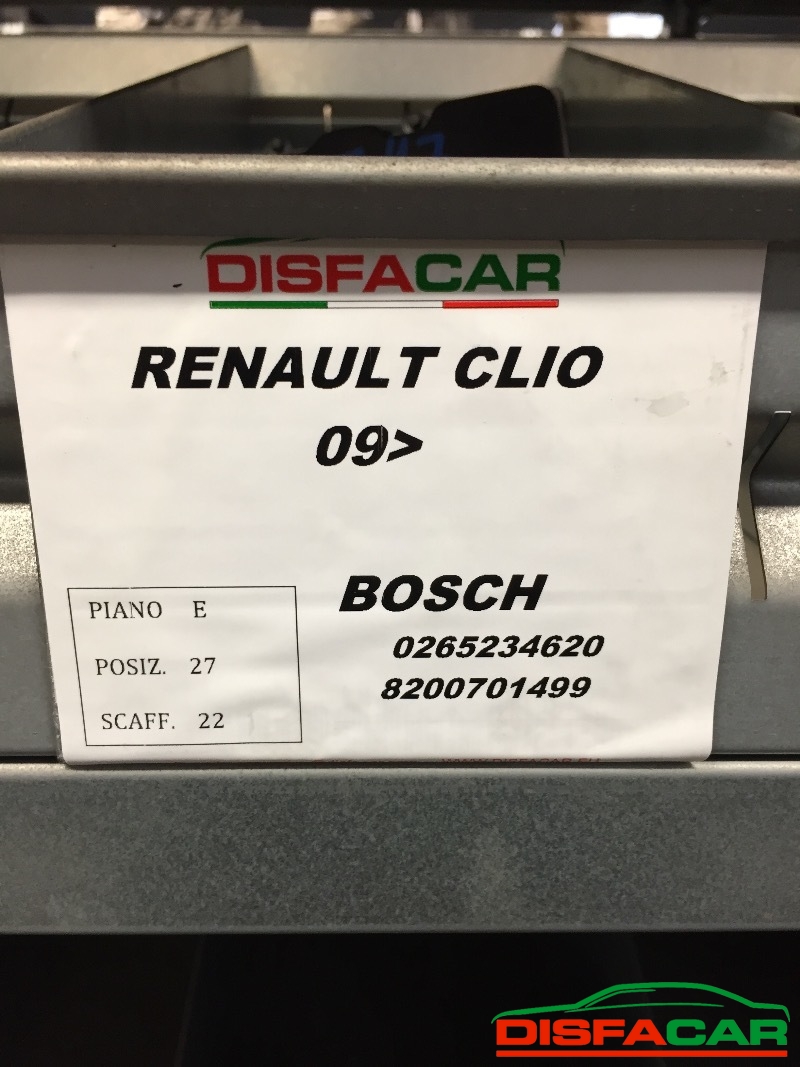 DISFACAR
RENAULT CLIO
09>
BOSCH
0265234620
8200701499
PIANO E
POSIZ. 27
SCAFF. 22
DISFACAR